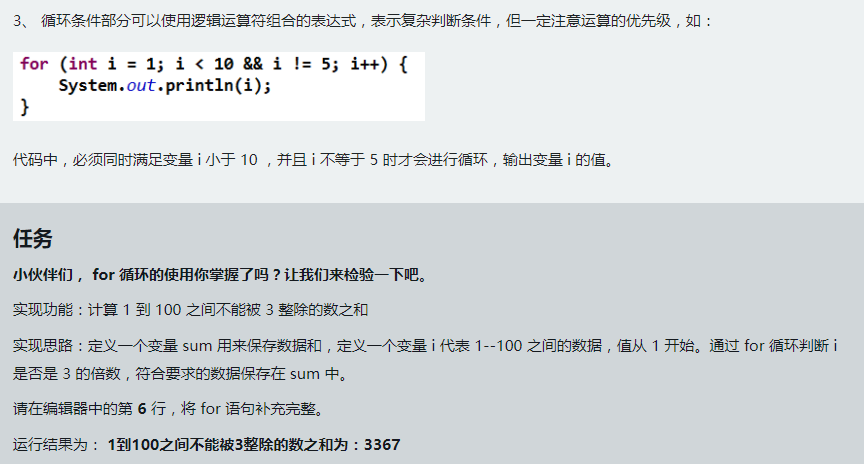 3、 循环条件部分可以使用逻辑运算符组合的表达式，表示复杂判断条件，但一定注意运算的优先级，如：
for (int i = 1; i < 10 && i != 5; i++) {
    System.out.println(i);
}
代码中，必须同时满足变量 i 小于 10 ，并且 i 不等于 5 时才会进行循环，输出变量 i 的值。
任务
小伙伴们， for 循环的使用你掌握了吗？让我们来检验一下吧。
实现功能：计算 1 到 100 之间不能被 3 整除的数之和
实现思路：定义一个变量 sum 用来保存数据和，定义一个变量 i 代表 1--100 之间的数据，值从 1 开始。通过 for 循环判断 i
是否是 3 的倍数，符合要求的数据保存在 sum 中。
请在编辑器中的第 6 行，将 for 语句补充完整。
运行结果为： 1到100之间不能被3整除的数之和为：3367